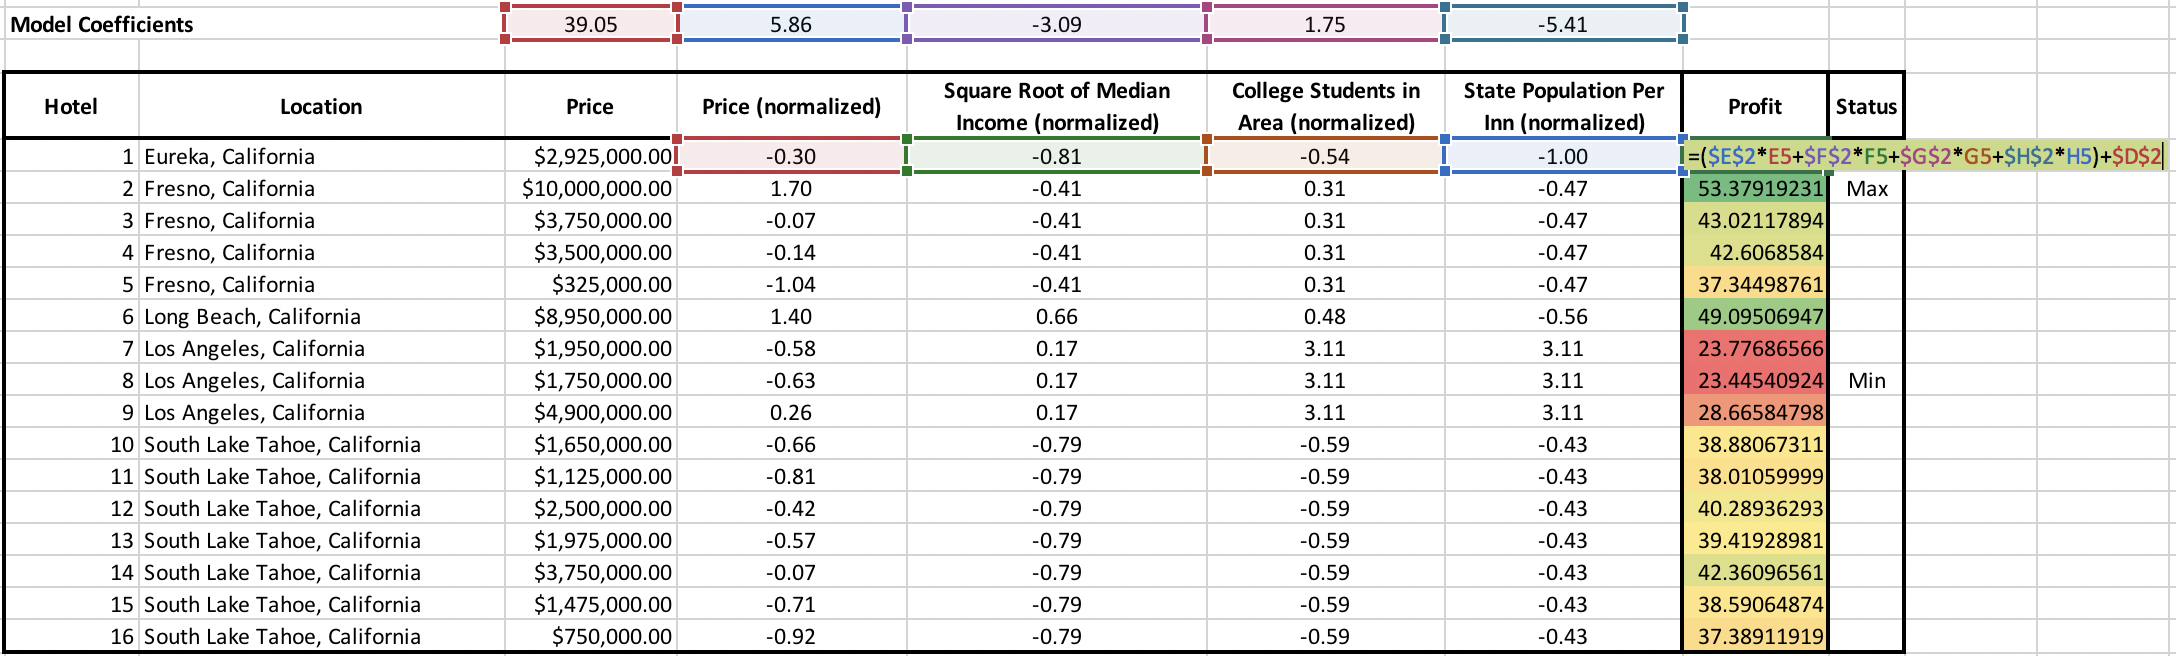 Model Coefficients 39.05 5.86 -3.09 1.75 -5.41
Hotel Location Price Price (normalized) Square Root of Median Income (normalized) College Students in Area (normalized) State Population Per Inn (normalized) Profit Status
1 Eureka, California $2,925,000.00 -0.30 -0.81 -0.54 -1.00 =($E$2*E5+$F$2*F5+$G$2*G5+$H$2*H5)+$D$2
2 Fresno, California $10,000,000.00 1.70 -0.41 0.31 -0.47 53.37919231 Max
3 Fresno, California $3,750,000.00 -0.07 -0.41 0.31 -0.47 43.02117894
4 Fresno, California $3,500,000.00 -0.14 -0.41 0.31 -0.47 42.6068584
5 Fresno, California $325,000.00 -1.04 -0.41 0.31 -0.47 37.34498761
6 Long Beach, California $8,950,000.00 1.40 0.66 0.48 -0.56 49.09506947
7 Los Angeles, California $1,950,000.00 -0.58 0.17 3.11 3.11 23.77686566
8 Los Angeles, California $1,750,000.00 -0.63 0.17 3.11 3.11 23.44540924 Min
9 Los Angeles, California $4,900,000.00 0.26 0.17 3.11 3.11 28.66584798
10 South Lake Tahoe, California $1,650,000.00 -0.66 -0.79 -0.59 -0.43 38.88067311
11 South Lake Tahoe, California $1,125,000.00 -0.81 -0.79 -0.59 -0.43 38.01059999
12 South Lake Tahoe, California $2,500,000.00 -0.42 -0.79 -0.59 -0.43 40.28936293
13 South Lake Tahoe, California $1,975,000.00 -0.57 -0.79 -0.59 -0.43 39.41928981
14 South Lake Tahoe, California $3,750,000.00 -0.07 -0.79 -0.59 -0.43 42.36096561
15 South Lake Tahoe, California $1,475,000.00 -0.71 -0.79 -0.59 -0.43 38.59064874
16 South Lake Tahoe, California $750,000.00 -0.92 -0.79 -0.59 -0.43 37.38911919